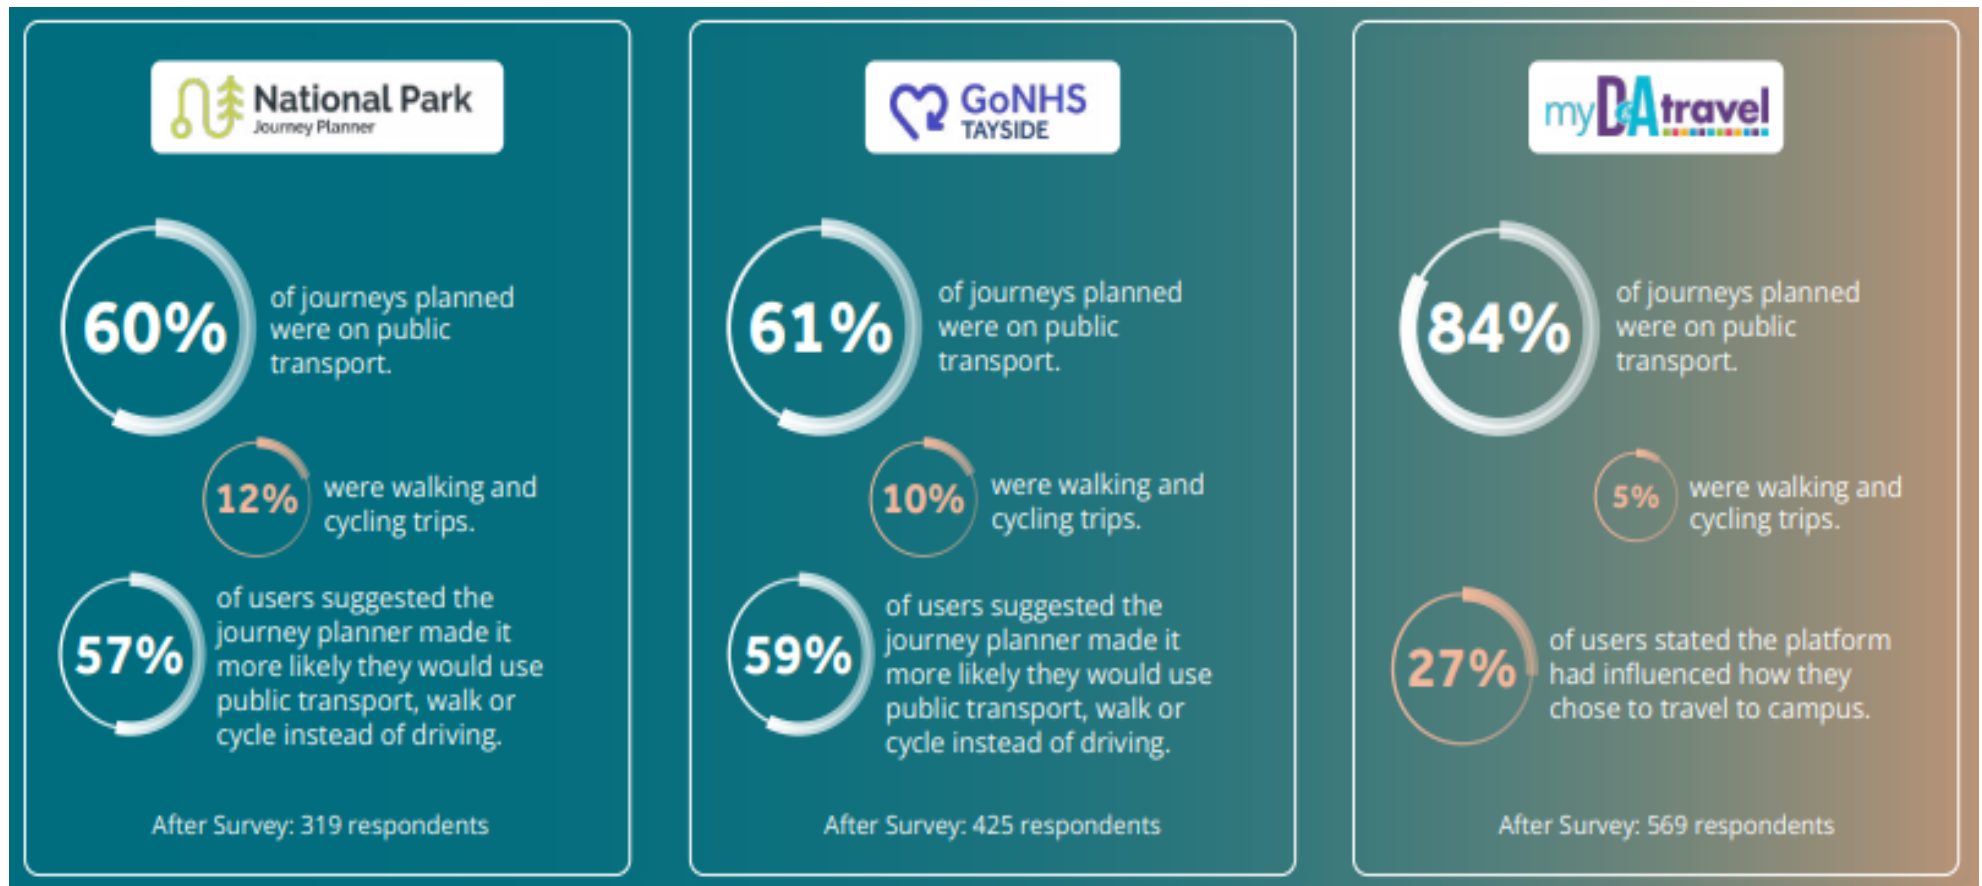 National Park
Journey Planner
60%
of journeys planned
were on public
transport.
12%
were walking and
cycling trips.
57%
of users suggested the
journey planner made it
more likely they would use
public transport, walk or
cycle instead of driving.
After Survey: 319 respondents
GoNHS
TAYSIDE
61%
of journeys planned
were on public
transport.
10%
were walking and
cycling trips.
59%
of users suggested the
journey planner made it
more likely they would use
public transport, walk or
cycle instead of driving.
After Survey: 425 respondents
myD&Atravel
84%
of journeys planned
were on public
transport.
5%
were walking and
cycling trips.
27%
of users stated the platform
had influenced how they
chose to travel to campus.
After Survey: 569 respondents